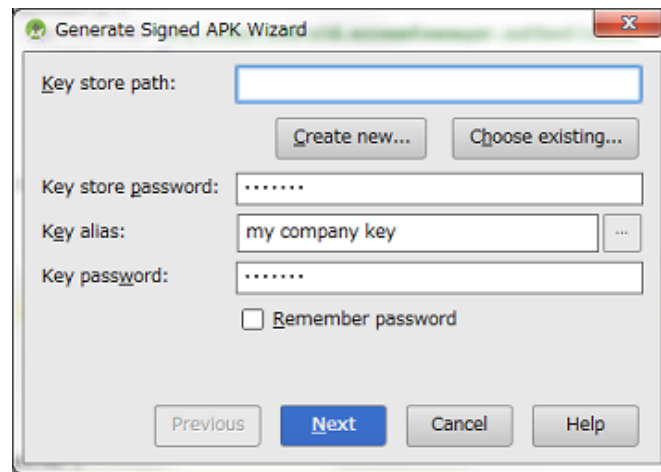 Generate Signed APK Wizard
Key store path:
Create new... Choose existing...
Key store password: •••••••
Key alias: my company key ...
Key password: •••••••
Remember password
Previous Next Cancel Help